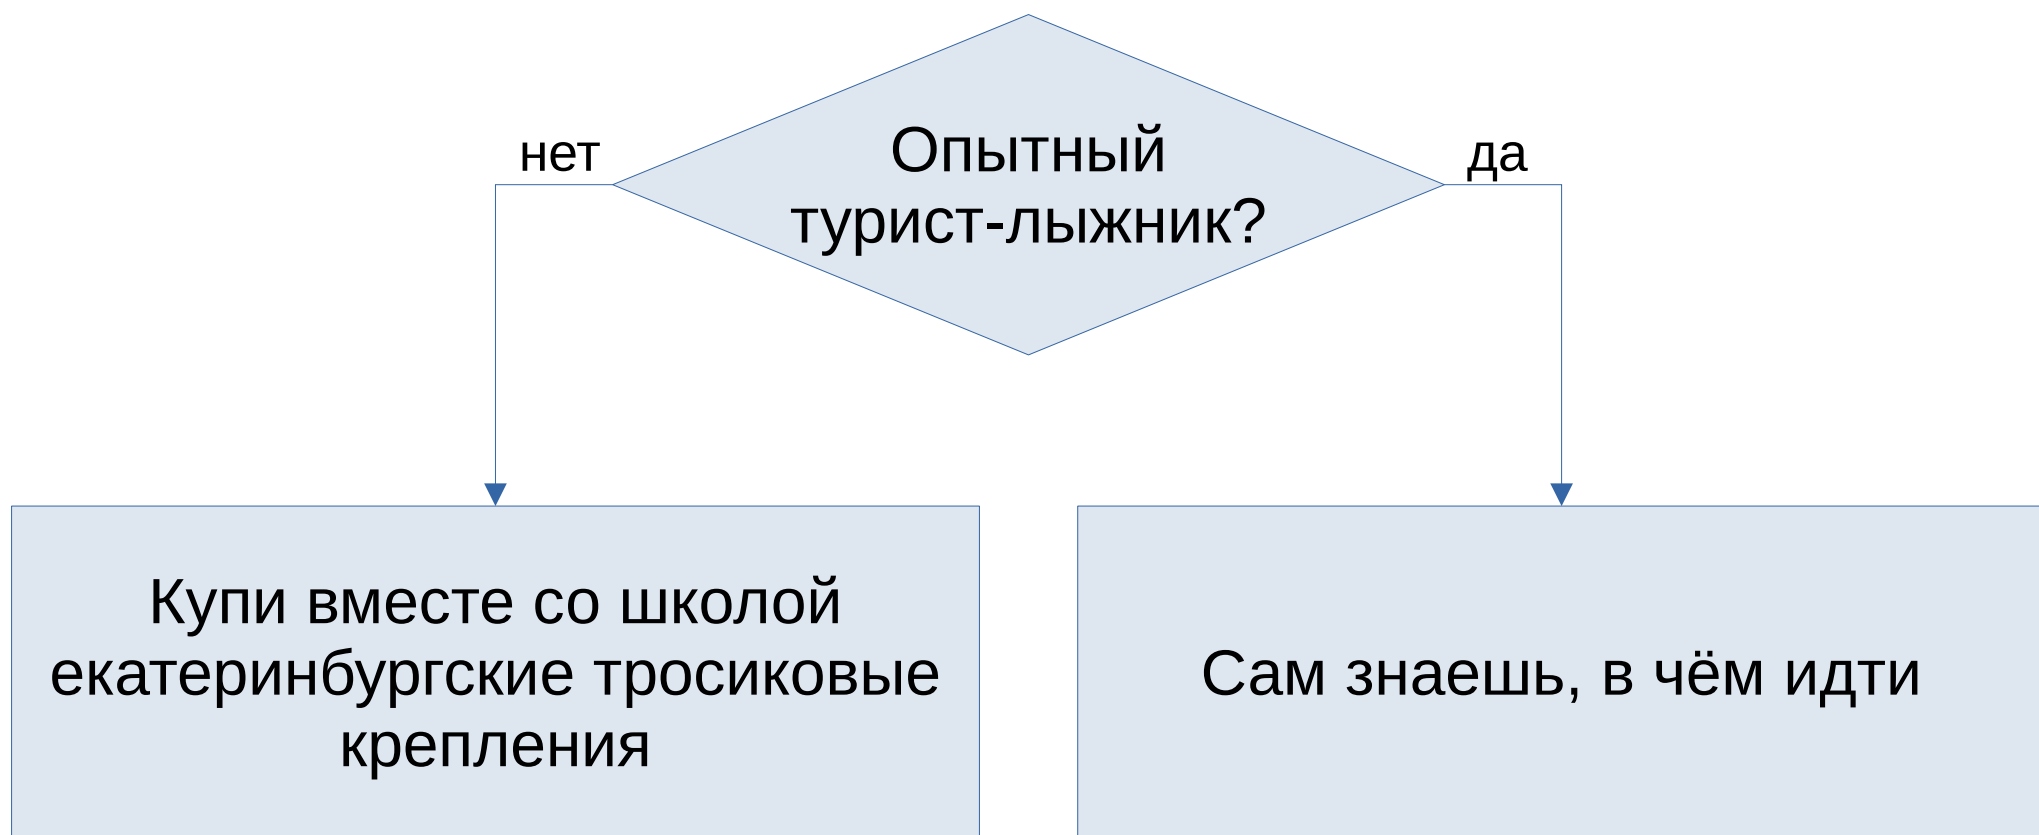 Опытный
турист-лыжник?
нет
да
Купи вместе со школой
екатеринбургские тросиковые
крепления
Сам знаешь, в чём идти